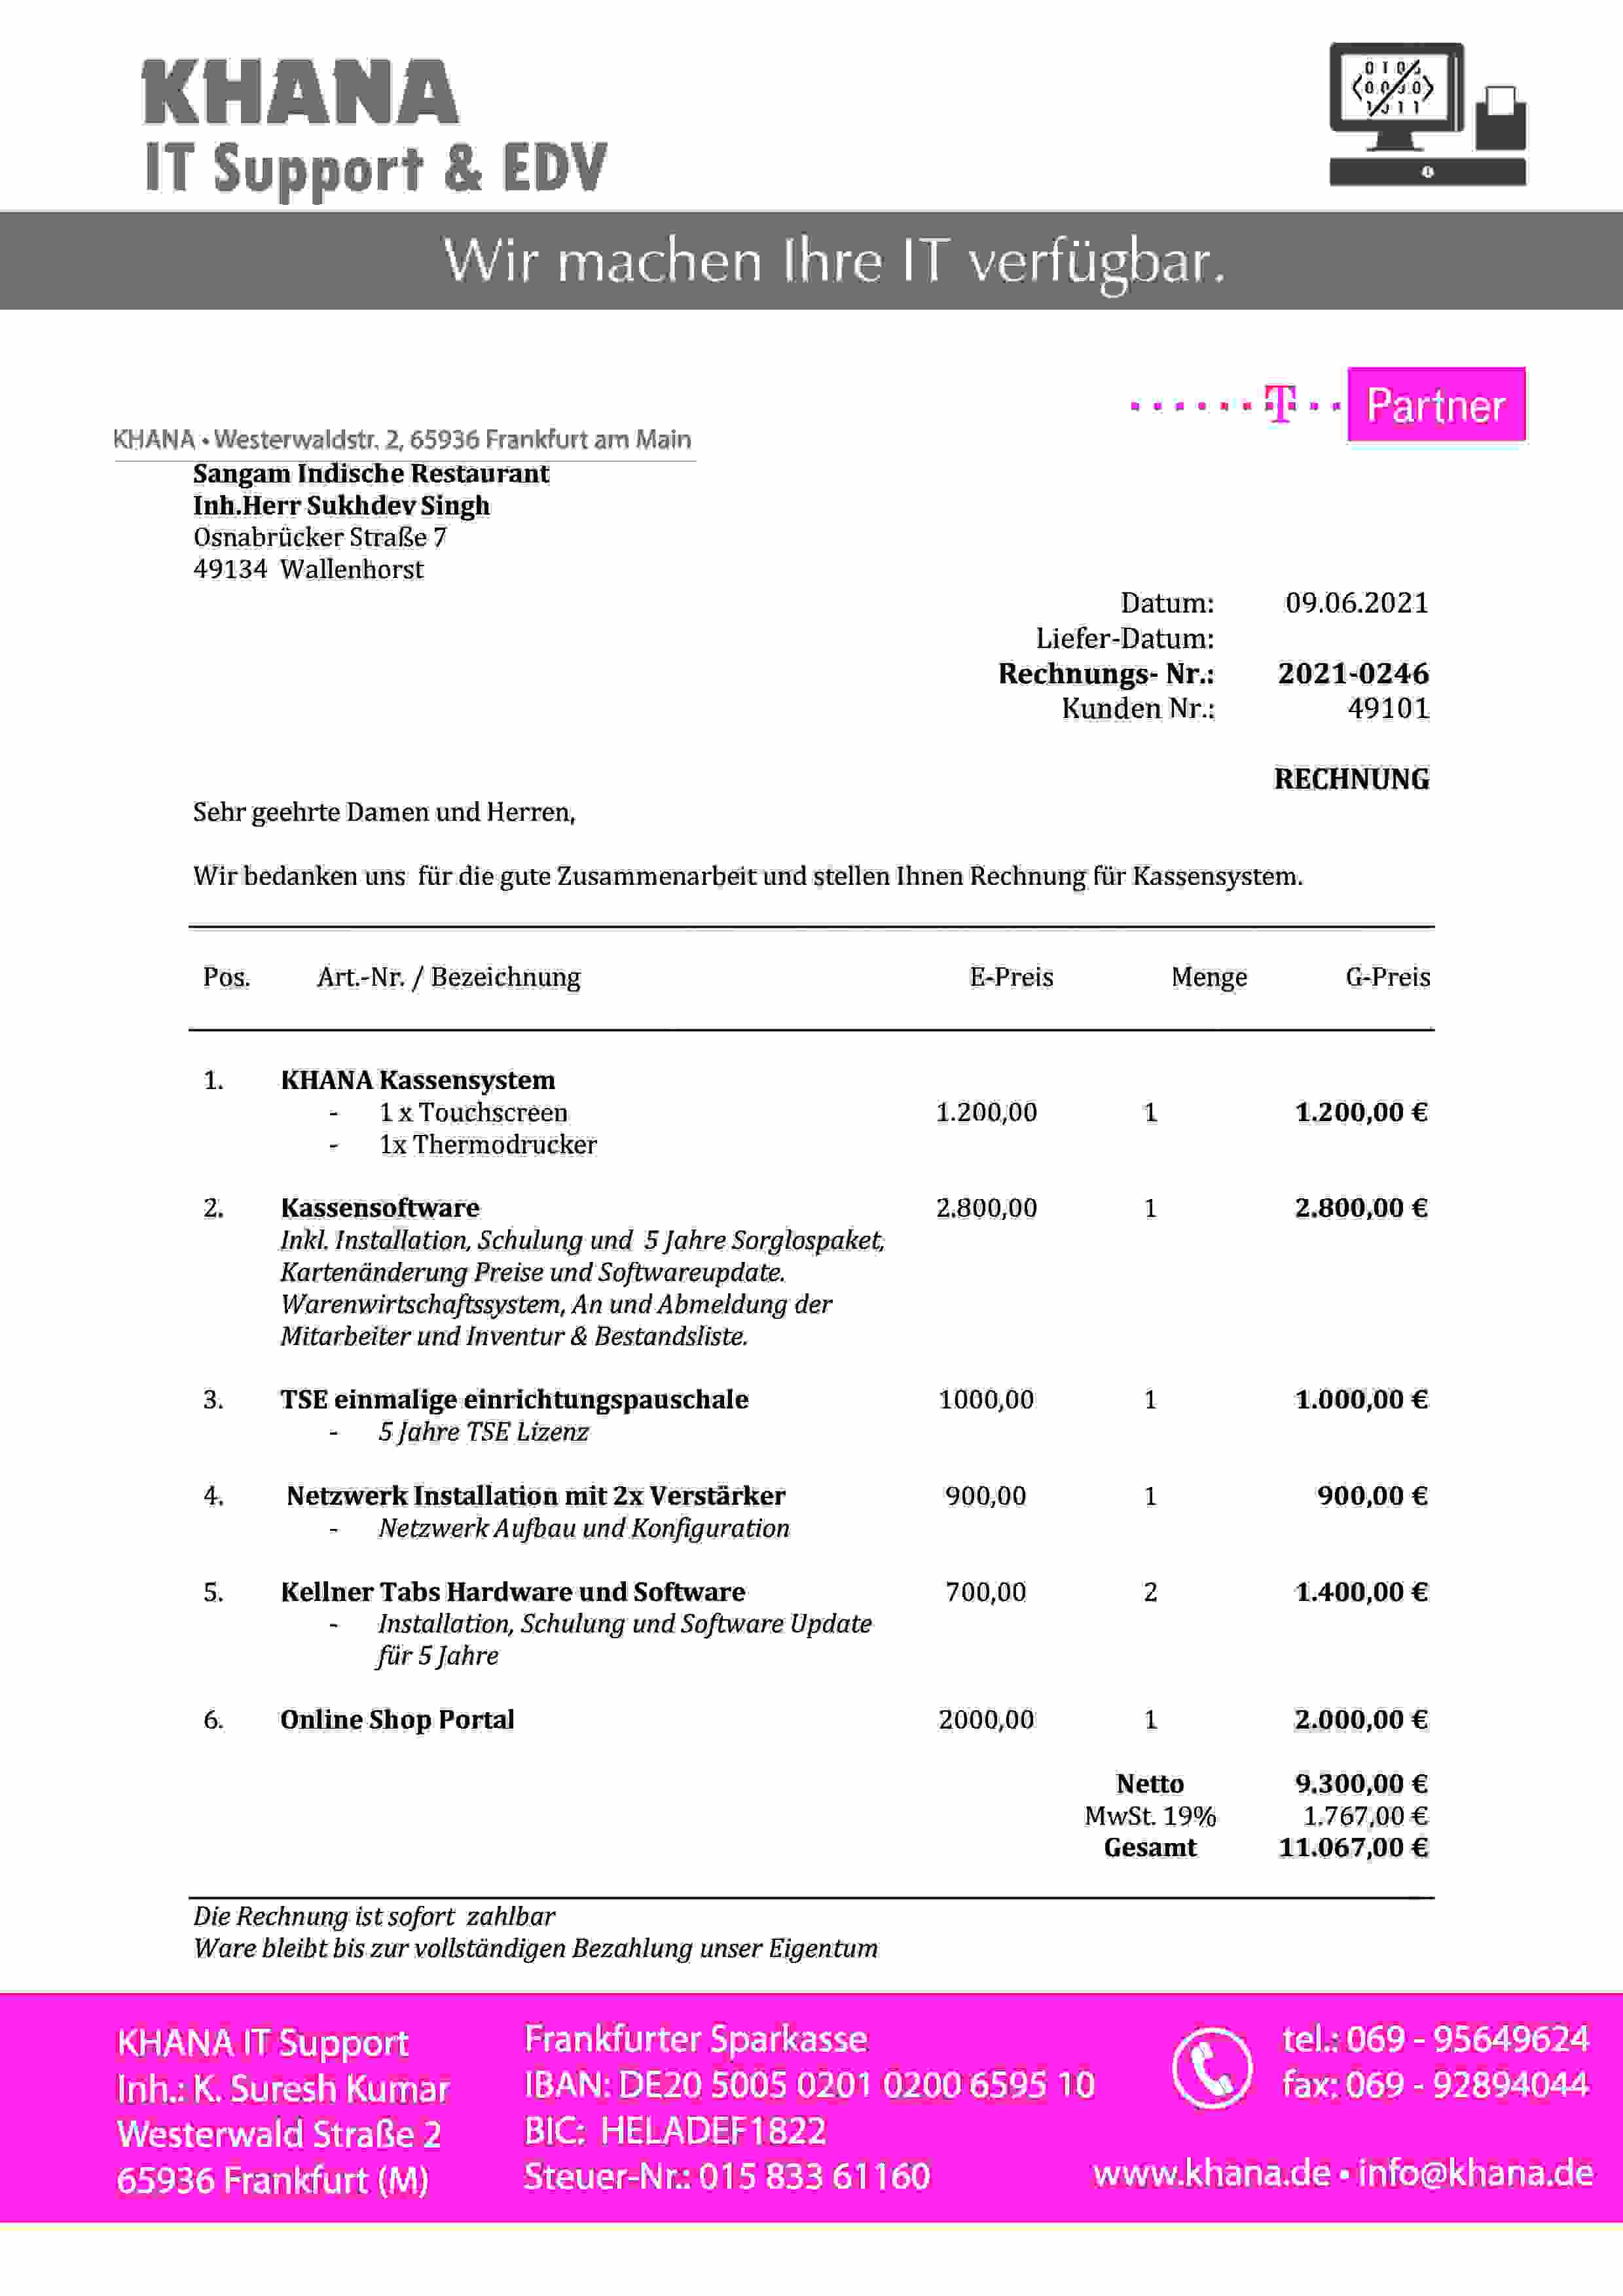 KHANA
IT Support & EDV
Wir machen Ihre IT verfügbar.
T Partner
KHANA • Westerwaldstr. 2, 65936 Frankfurt am Main
Sangam Indische Restaurant
Inh.Herr Sukhdev Singh
Osnabrücker Straße 7
49134 Wallenhorst
Datum: 09.06.2021
Liefer-Datum:
Rechnungs- Nr.: 2021-0246
Kunden Nr.: 49101
RECHNUNG
Sehr geehrte Damen und Herren,
Wir bedanken uns für die gute Zusammenarbeit und stellen Ihnen Rechnung für Kassensystem.
Pos. Art.-Nr. / Bezeichnung E-Preis Menge G-Preis
1. KHANA Kassensystem
- 1 x Touchscreen 1.200,00 1 1.200,00 €
- 1x Thermodrucker
2. Kassensoftware 2.800,00 1 2.800,00 €
Inkl. Installation, Schulung und 5 Jahre Sorglospaket,
Kartenänderung Preise und Softwareupdate.
Warenwirtschaftssystem, An und Abmeldung der
Mitarbeiter und Inventur & Bestandsliste.
3. TSE einmalige einrichtungspauschale 1000,00 1 1.000,00 €
- 5 Jahre TSE Lizenz
4. Netzwerk Installation mit 2x Verstärker 900,00 1 900,00 €
- Netzwerk Aufbau und Konfiguration
5. Kellner Tabs Hardware und Software 700,00 2 1.400,00 €
- Installation, Schulung und Software Update
für 5 Jahre
6. Online Shop Portal 2000,00 1 2.000,00 €
Netto 9.300,00 €
MwSt. 19% 1.767,00 €
Gesamt 11.067,00 €
Die Rechnung ist sofort zahlbar
Ware bleibt bis zur vollständigen Bezahlung unser Eigentum
KHANA IT Support
Inh.: K. Suresh Kumar
Westerwald Straße 2
65936 Frankfurt (M)
Frankfurter Sparkasse
IBAN: DE20 5005 0201 0200 6595 10
BIC: HELADEF1822
Steuer-Nr.: 015 833 61160
tel.: 069 - 95649624
fax: 069 - 92894044
www.khana.de • info@khana.de